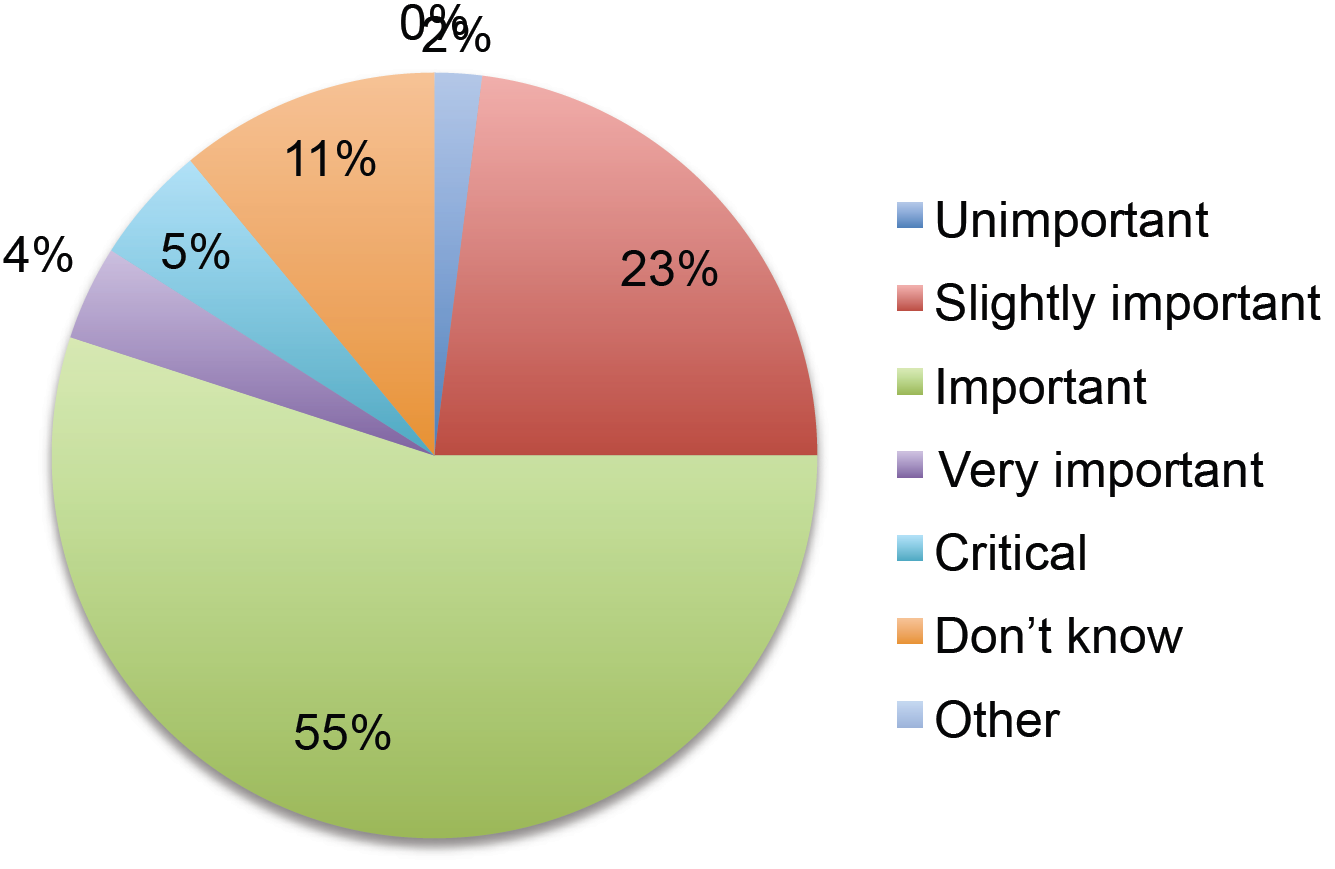 0%
2%
11%
5%
4%
23%
55%
Unimportant
Slightly important
Important
Very important
Critical
Don’t know
Other